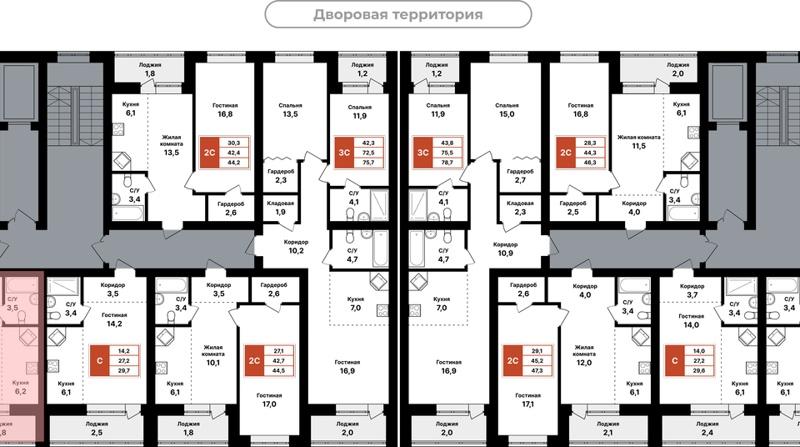 Дворовая территория
Лоджия
1,8
Кухня
6,1
Жилая
комната
13,5
С/У
3,4
Гостиная
16,8
2С
30,3
42,4
44,2
Гардероб
2,6
Спальня
13,5
Гардероб
2,3
Кладовая
1,9
Лоджия
1,2
Спальня
11,9
3С
42,3
72,5
75,7
С/У
4,1
Коридор
10,2
С/У
4,7
Кухня
7,0
Гостиная
16,9
Лоджия
2,0
Лоджия
1,2
Спальня
11,9
3С
43,8
75,5
78,7
С/У
4,1
Спальня
15,0
Гардероб
2,7
Кладовая
2,3
Коридор
10,9
С/У
4,7
Кухня
7,0
Гостиная
16,9
Лоджия
2,0
Гостиная
16,8
2С
28,3
44,3
46,3
Гардероб
2,5
Лоджия
2,0
Кухня
6,1
Жилая
комната
11,5
С/У
3,4
Коридор
4,0
С/У
3,5
Кухня
6,2
,8
С/У
3,4
Коридор
3,5
Гостиная
14,2
С
14,2
27,2
29,7
Кухня
6,1
Лоджия
2,5
С/У
3,4
Коридор
3,5
Жилая
комната
10,1
Кухня
6,1
Лоджия
1,8
Гардероб
2,6
2С
27,1
42,7
44,5
Гостиная
17,0
Гардероб
2,6
2С
29,1
45,2
47,3
Гостиная
17,1
Коридор
4,0
С/У
3,4
Жилая
комната
12,0
Кухня
6,1
Лоджия
2,1
Коридор
3,7
Гостиная
14,0
С/У
3,4
С
14,0
27,2
29,6
Кухня
6,1
Лоджия
2,4
С/У
3,4
Кухня
6,1